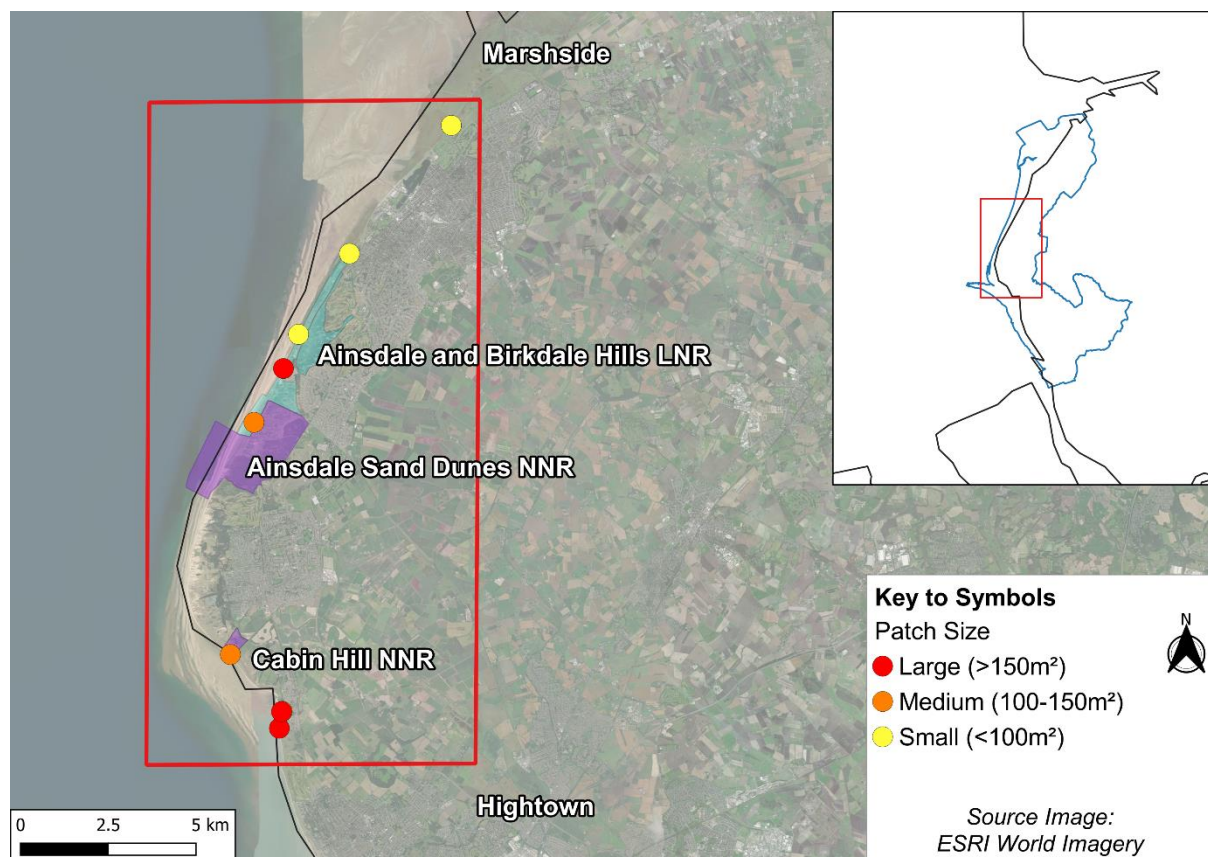 Marshside
Ainsdale and Birkdale Hills LNR
Ainsdale Sand Dunes NNR
Cabin Hill NNR
Hightown
0 2.5 5 km
Key to Symbols
Patch Size
Large (>150m²)
Medium (100-150m²)
Small (<100m²)
N
Source Image:
ESRI World Imagery